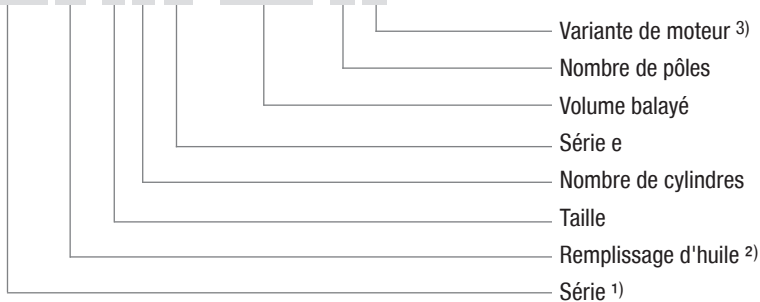 Variante de moteur ³⁾
Nombre de pôles
Volume balayé
Série e
Nombre de cylindres
Taille
Remplissage d'huile ²⁾
Série ¹⁾